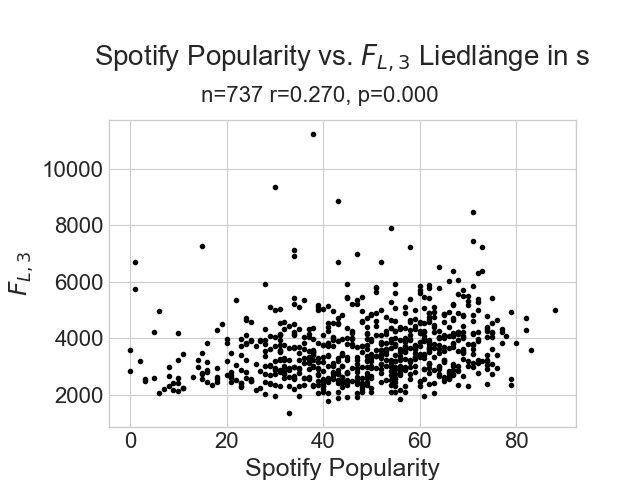 Spotify Popularity vs. F_{L,3} Liedlänge in s
n=737 r=0.270, p=0.000
10000
8000
6000
4000
2000
F_{L,3}
0 20 40 60 80
Spotify Popularity